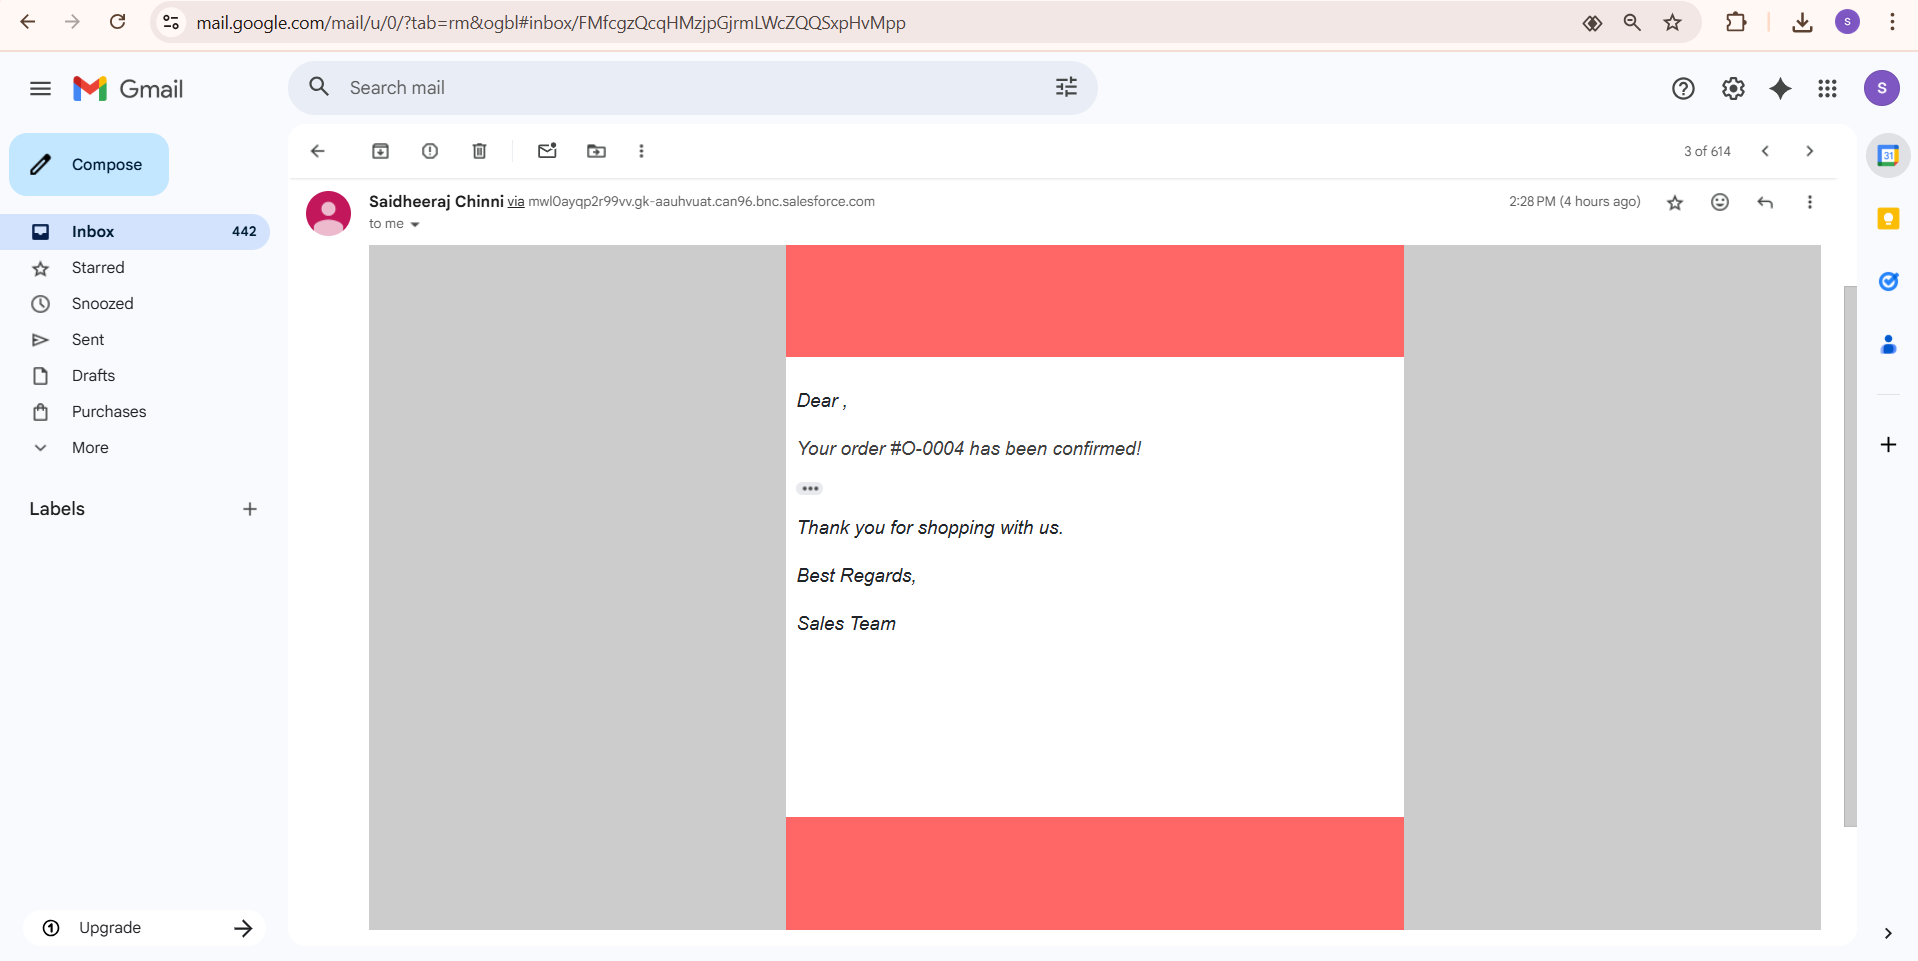 mail.google.com/mail/u/0/?tab=rm&ogbl#inbox/FMfcgzQcqHMzjpGjrmLWcZQQSxpHvMpp
S
Gmail
Search mail
S
Compose
3 of 614
31
Saidheeraj Chinni via mwl0ayqp2r99vv.gk-aauhvuat.can96.bnc.salesforce.com
2:28 PM (4 hours ago)
to me
Inbox 442
Starred
Snoozed
Sent
Drafts
Purchases
More
Labels
Dear ,
Your order #O-0004 has been confirmed!
Thank you for shopping with us.
Best Regards,
Sales Team
Upgrade